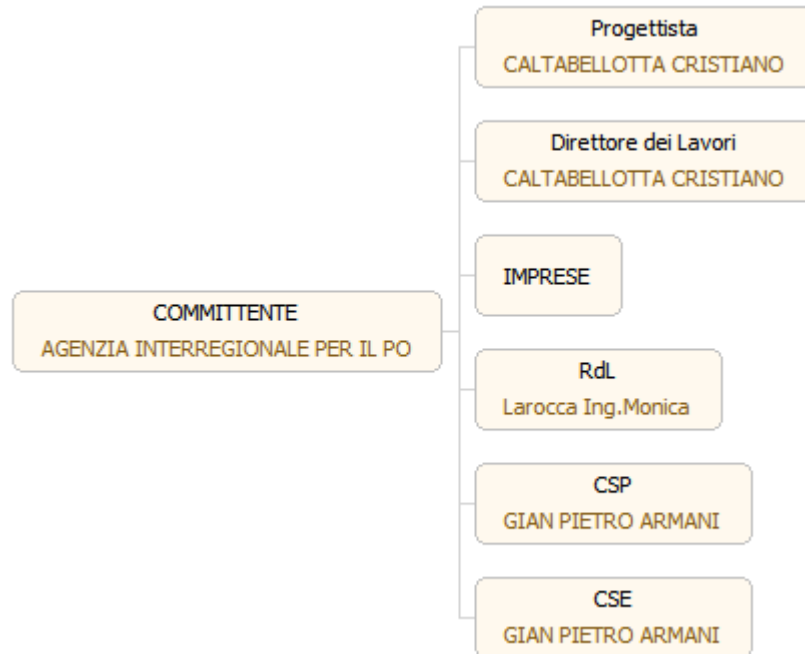 Progettista
CALTABELLOTTA CRISTIANO
Direttore dei Lavori
CALTABELLOTTA CRISTIANO
IMPRESE
COMMITTENTE
AGENZIA INTERREGIONALE PER IL PO
RdL
Larocca Ing.Monica
CSP
GIAN PIETRO ARMANI
CSE
GIAN PIETRO ARMANI